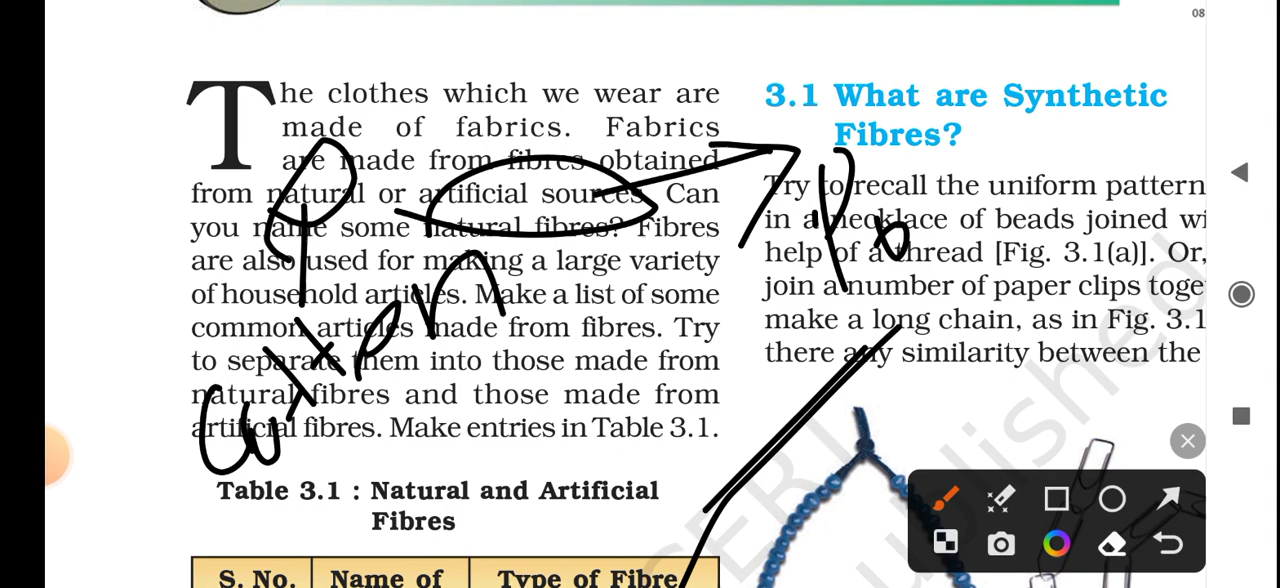 08
The clothes which we wear are
made of fabrics. Fabrics
are made from fibres obtained
from natural or artificial sources. Can
you name some natural fibres? Fibres
are also used for making a large variety
of household articles. Make a list of some
common articles made from fibres. Try
to separate them into those made from
natural fibres and those made from
artificial fibres. Make entries in Table 3.1.
Table 3.1 : Natural and Artificial
Fibres
S. No. Name of Type of Fibre
3.1 What are Synthetic
Fibres?
Try to recall the uniform pattern
in a necklace of beads joined wi
help of a thread [Fig. 3.1(a)]. Or,
join a number of paper clips toge
make a long chain, as in Fig. 3.1
there any similarity between the